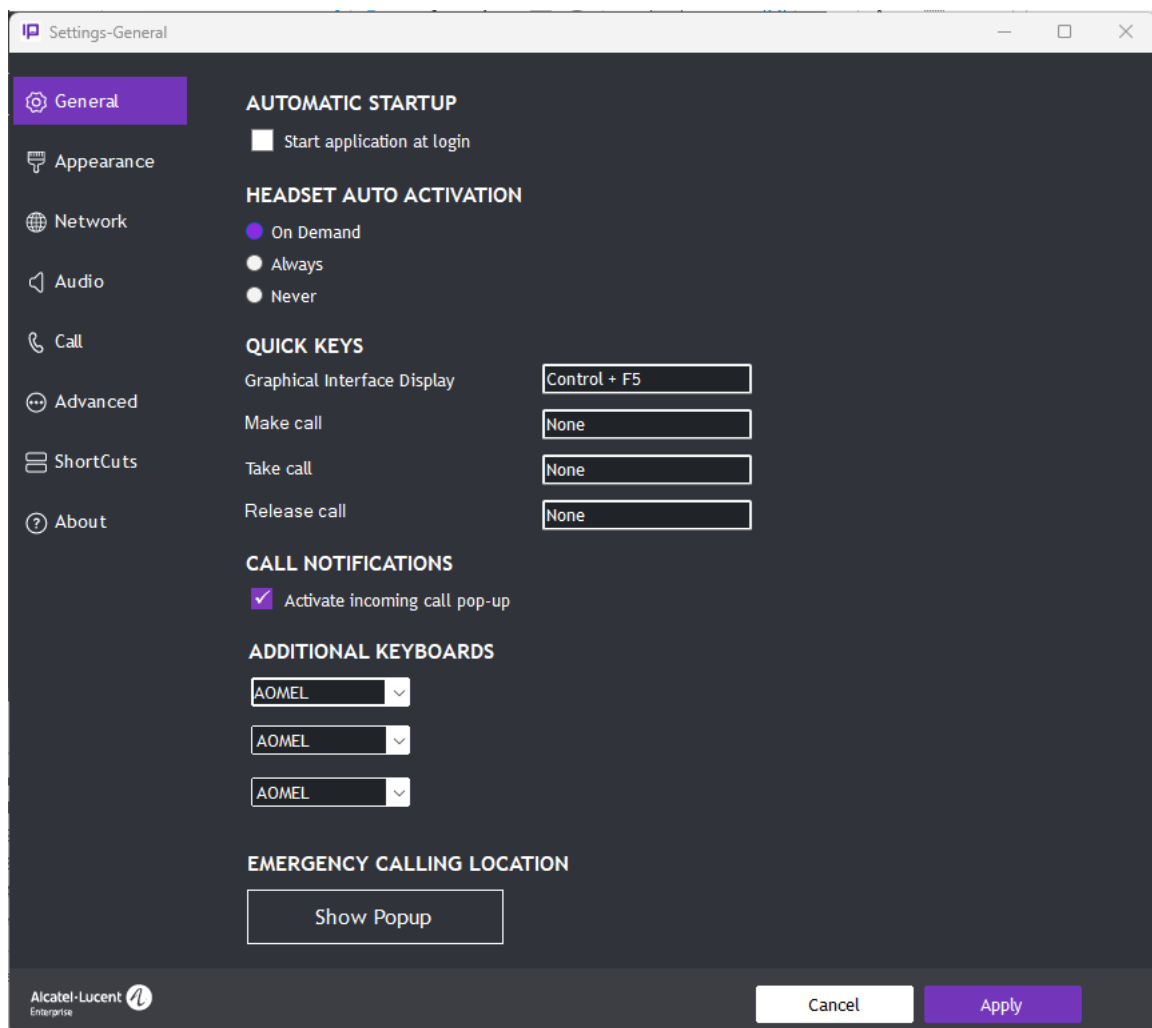 Settings-General
General
Appearance
Network
Audio
Call
Advanced
ShortCuts
About
AUTOMATIC STARTUP
Start application at login
HEADSET AUTO ACTIVATION
On Demand
Always
Never
QUICK KEYS
Graphical Interface Display Control + F5
Make call None
Take call None
Release call None
CALL NOTIFICATIONS
Activate incoming call pop-up
ADDITIONAL KEYBOARDS
AOMEL
AOMEL
AOMEL
EMERGENCY CALLING LOCATION
Show Popup
Alcatel·Lucent
Enterprise
Cancel Apply